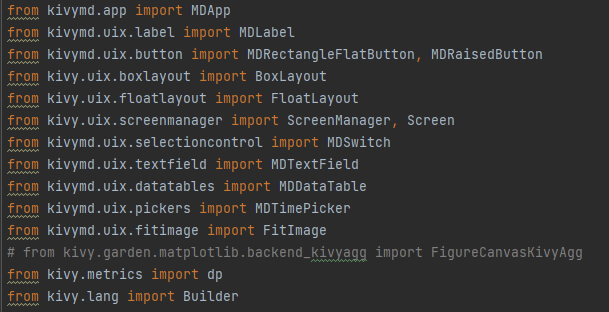 from kivymd.app import MDApp
from kivymd.uix.label import MDLabel
from kivymd.uix.button import MDRectangleFlatButton, MDRaisedButton
from kivy.uix.boxlayout import BoxLayout
from kivy.uix.floatlayout import FloatLayout
from kivy.uix.screenmanager import ScreenManager, Screen
from kivymd.uix.selectioncontrol import MDSwitch
from kivymd.uix.textfield import MDTextField
from kivymd.uix.datatables import MDDataTable
from kivymd.uix.pickers import MDTimePicker
from kivymd.uix.fitimage import FitImage
# from kivy.garden.matplotlib.backend_kivyagg import FigureCanvasKivyAgg
from kivy.metrics import dp
from kivy.lang import Builder